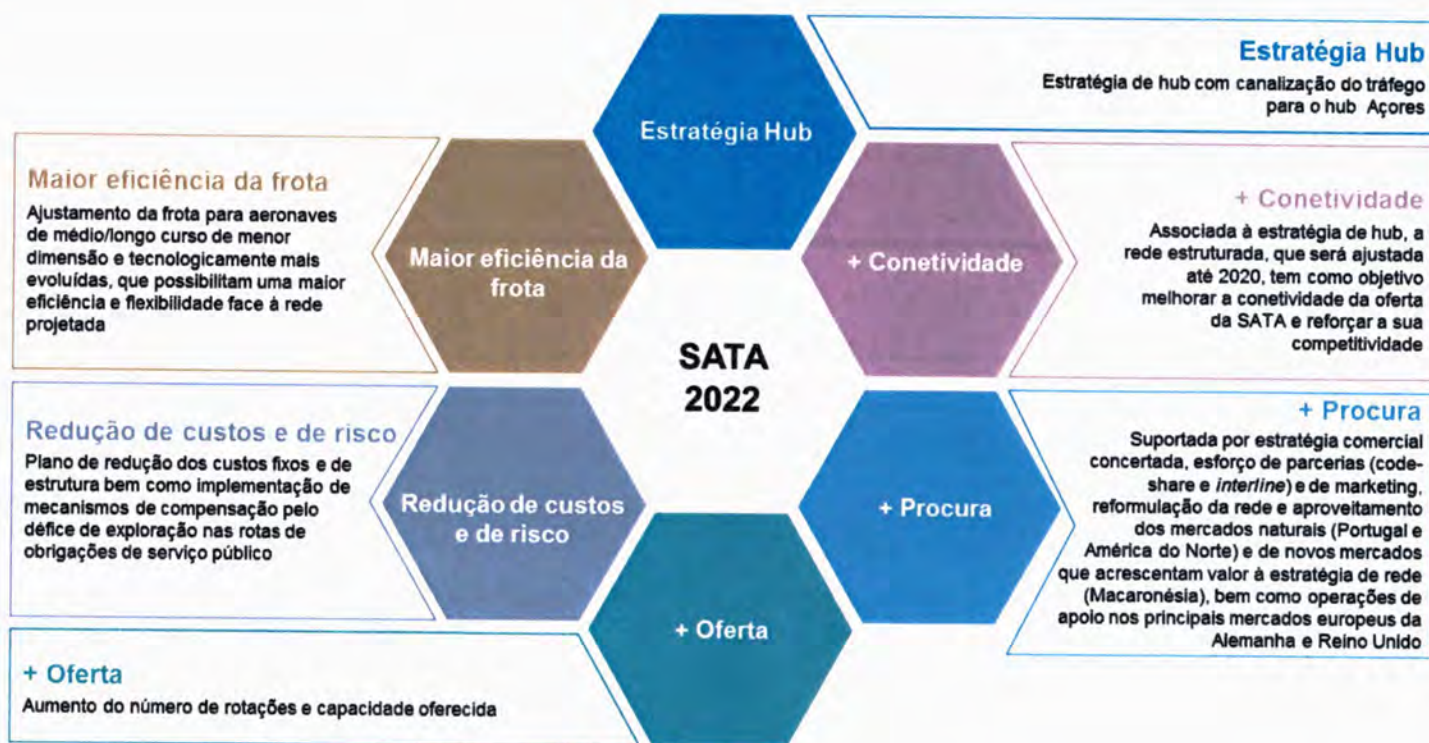 Estratégia Hub
Estratégia de hub com canalização do tráfego
para o hub Açores
Estratégia Hub
Maior eficiência da frota
Ajustamento da frota para aeronaves
de médio/longo curso de menor
dimensão e tecnologicamente mais
evoluídas, que possibilitam uma maior
eficiência e flexibilidade face à rede
projetada
Maior eficiência da
frota
+ Conetividade
+ Conetividade
Associada à estratégia de hub, a
rede estruturada, que será ajustada
até 2020, tem como objetivo
melhorar a conetividade da oferta
da SATA e reforçar a sua
competitividade
SATA
2022
Redução de custos e de risco
Plano de redução dos custos fixos e de
estrutura bem como implementação de
mecanismos de compensação pelo
défice de exploração nas rotas de
obrigações de serviço público
Redução de custos
e de risco
+ Procura
+ Procura
Suportada por estratégia comercial
concertada, esforço de parcerias (code-
share e interline) e de marketing,
reformulação da rede e aproveitamento
dos mercados naturais (Portugal e
América do Norte) e de novos mercados
que acrescentam valor à estratégia de rede
(Macaronésia), bem como operações de
apoio nos principais mercados europeus da
Alemanha e Reino Unido
+ Oferta
+ Oferta
Aumento do número de rotações e capacidade oferecida